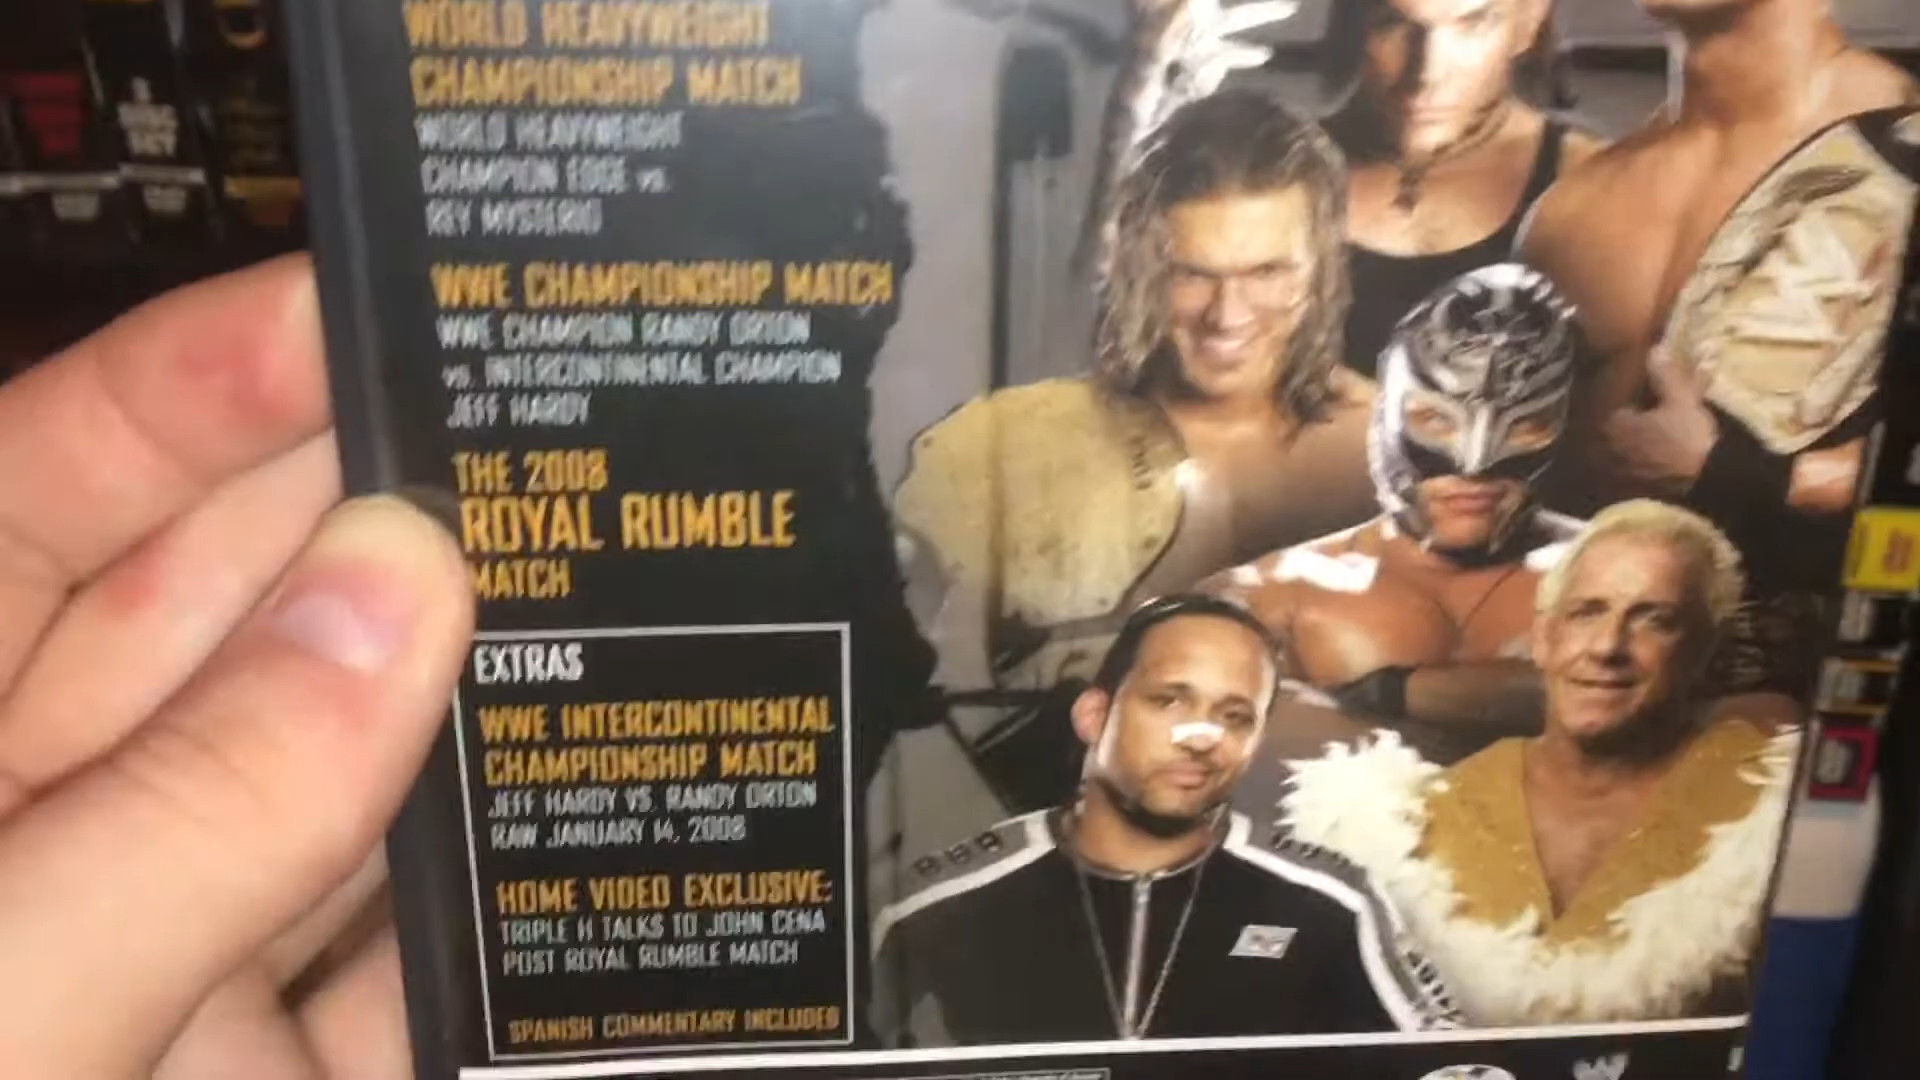 WORLD HEAVYWEIGHT
CHAMPIONSHIP MATCH
WORLD HEAVYWEIGHT
CHAMPION EDGE vs.
REY MYSTERIO
WWE CHAMPIONSHIP MATCH
WWE CHAMPION RANDY ORTON
vs. INTERCONTINENTAL CHAMPION
JEFF HARDY
THE 2008
ROYAL RUMBLE
MATCH
EXTRAS
WWE INTERCONTINENTAL
CHAMPIONSHIP MATCH
JEFF HARDY VS. RANDY ORTON
RAW JANUARY 14, 2008
HOME VIDEO EXCLUSIVE:
TRIPLE H TALKS TO JOHN CENA
POST ROYAL RUMBLE MATCH
SPANISH COMMENTARY INCLUDED